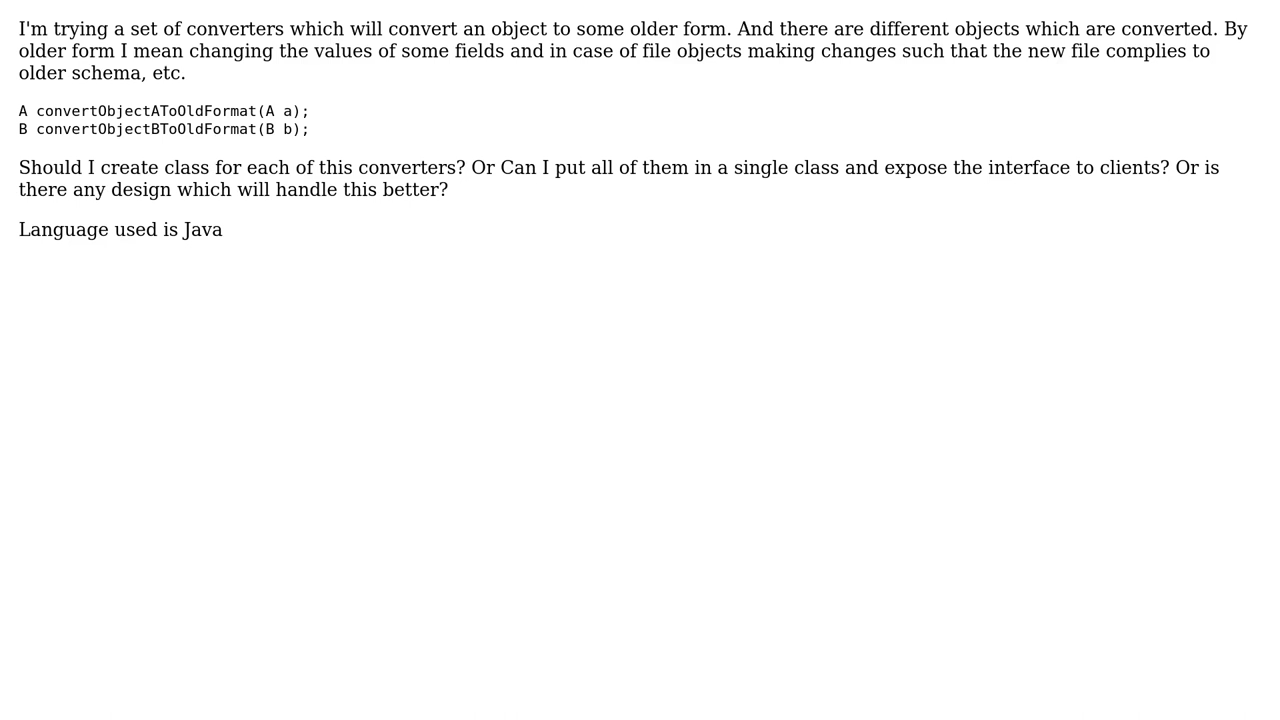 I'm trying a set of converters which will convert an object to some older form. And there are different objects which are converted. By
older form I mean changing the values of some fields and in case of file objects making changes such that the new file complies to
older schema, etc.
A convertObjectAToOldFormat(A a);
B convertObjectBToOldFormat(B b);
Should I create class for each of this converters? Or Can I put all of them in a single class and expose the interface to clients? Or is
there any design which will handle this better?
Language used is Java